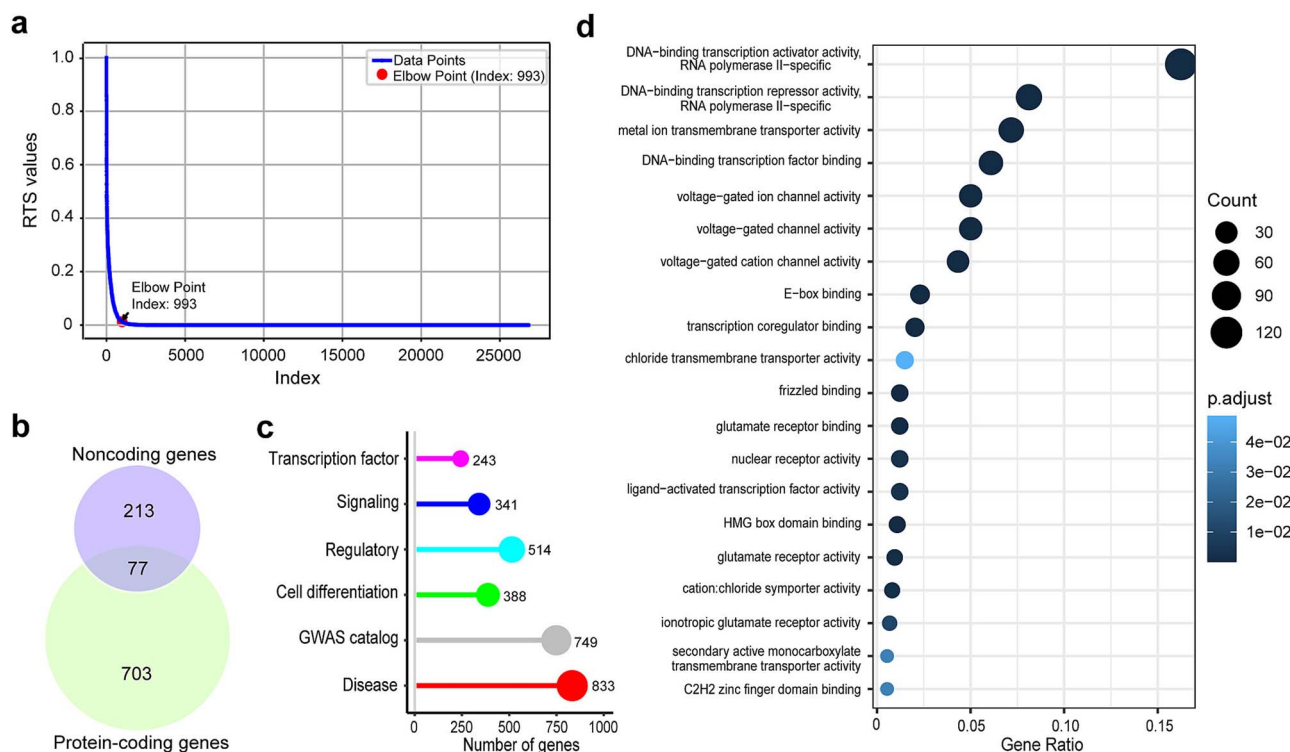 a
1.0
0.8
0.6
0.4
0.2
0
RTS values
Data Points
Elbow Point (Index: 993)
Elbow Point
Index: 993
0
5000
10000
15000
20000
25000
Index
b
Noncoding genes
213
77
703
Protein-coding genes
c
Transcription factor
243
Signaling
341
Regulatory
514
Cell differentiation
388
GWAS catalog
749
Disease
833
0
250
500
750
1000
Number of genes
d
DNA-binding transcription activator activity,
RNA polymerase II-specific
DNA-binding transcription repressor activity,
RNA polymerase II-specific
metal ion transmembrane transporter activity
DNA-binding transcription factor binding
voltage-gated ion channel activity
voltage-gated channel activity
voltage-gated cation channel activity
E-box binding
transcription coregulator binding
chloride transmembrane transporter activity
frizzled binding
glutamate receptor binding
nuclear receptor activity
ligand-activated transcription factor activity
HMG box domain binding
glutamate receptor activity
cation:chloride symporter activity
ionotropic glutamate receptor activity
secondary active monocarboxylate
transmembrane transporter activity
C2H2 zinc finger domain binding
0
0.05
0.10
0.15
Gene Ratio
Count
30
60
90
120
p.adjust
4e-02
3e-02
2e-02
1e-02